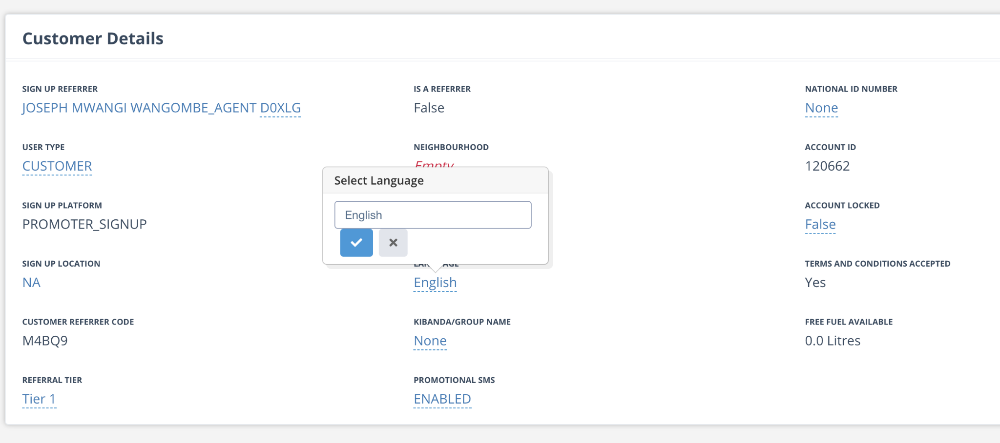 Customer Details
SIGN UP REFERRER
JOSEPH MWANGI WANGOMBE_AGENT D0XLG
IS A REFERRER
False
NATIONAL ID NUMBER
None
USER TYPE
CUSTOMER
NEIGHBOURHOOD
Empty
ACCOUNT ID
120662
Select Language
English
SIGN UP PLATFORM
PROMOTER_SIGNUP
ACCOUNT LOCKED
False
SIGN UP LOCATION
NA
English
TERMS AND CONDITIONS ACCEPTED
Yes
CUSTOMER REFERRER CODE
M4BQ9
KIBANDA/GROUP NAME
None
FREE FUEL AVAILABLE
0.0 Litres
REFERRAL TIER
Tier 1
PROMOTIONAL SMS
ENABLED